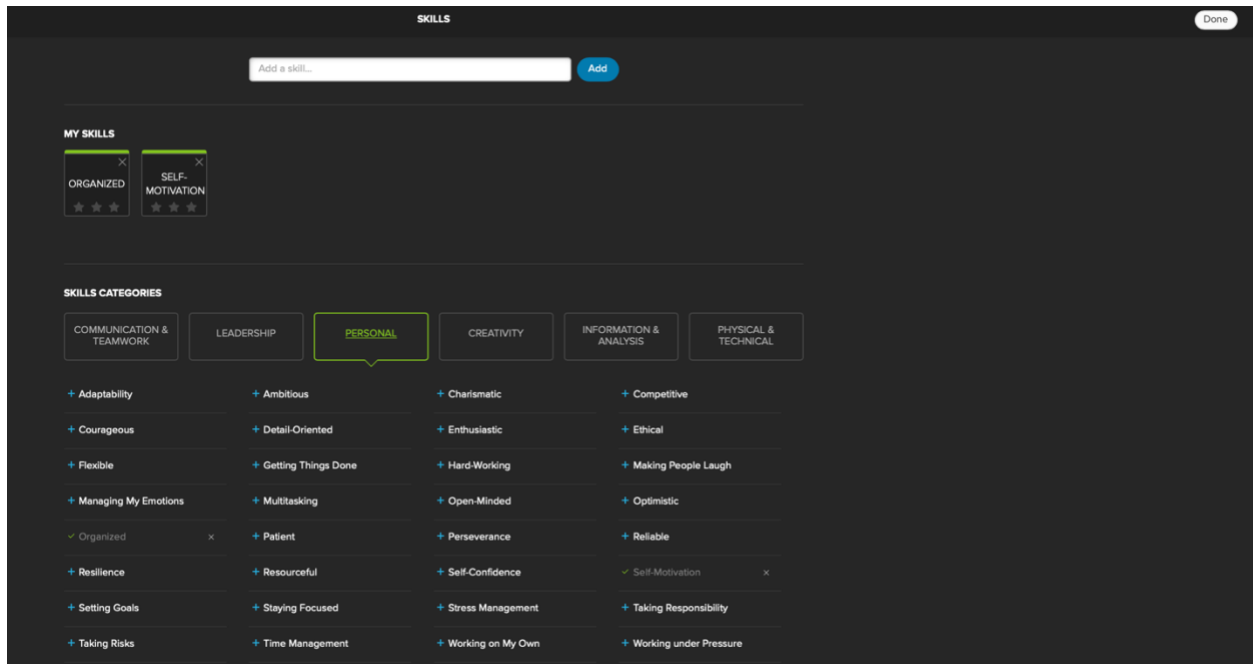 SKILLS
Done
Add a skill...
Add
MY SKILLS
ORGANIZED
SELF-
MOTIVATION
SKILLS CATEGORIES
COMMUNICATION &
TEAMWORK
LEADERSHIP
PERSONAL
CREATIVITY
INFORMATION &
ANALYSIS
PHYSICAL &
TECHNICAL
+ Adaptability
+ Ambitious
+ Charismatic
+ Competitive
+ Courageous
+ Detail-Oriented
+ Enthusiastic
+ Ethical
+ Flexible
+ Getting Things Done
+ Hard-Working
+ Making People Laugh
+ Managing My Emotions
+ Multitasking
+ Open-Minded
+ Optimistic
Organized
+ Patient
+ Perseverance
+ Reliable
+ Resilience
+ Resourceful
+ Self-Confidence
Self-Motivation
+ Setting Goals
+ Staying Focused
+ Stress Management
+ Taking Responsibility
+ Taking Risks
+ Time Management
+ Working on My Own
+ Working under Pressure